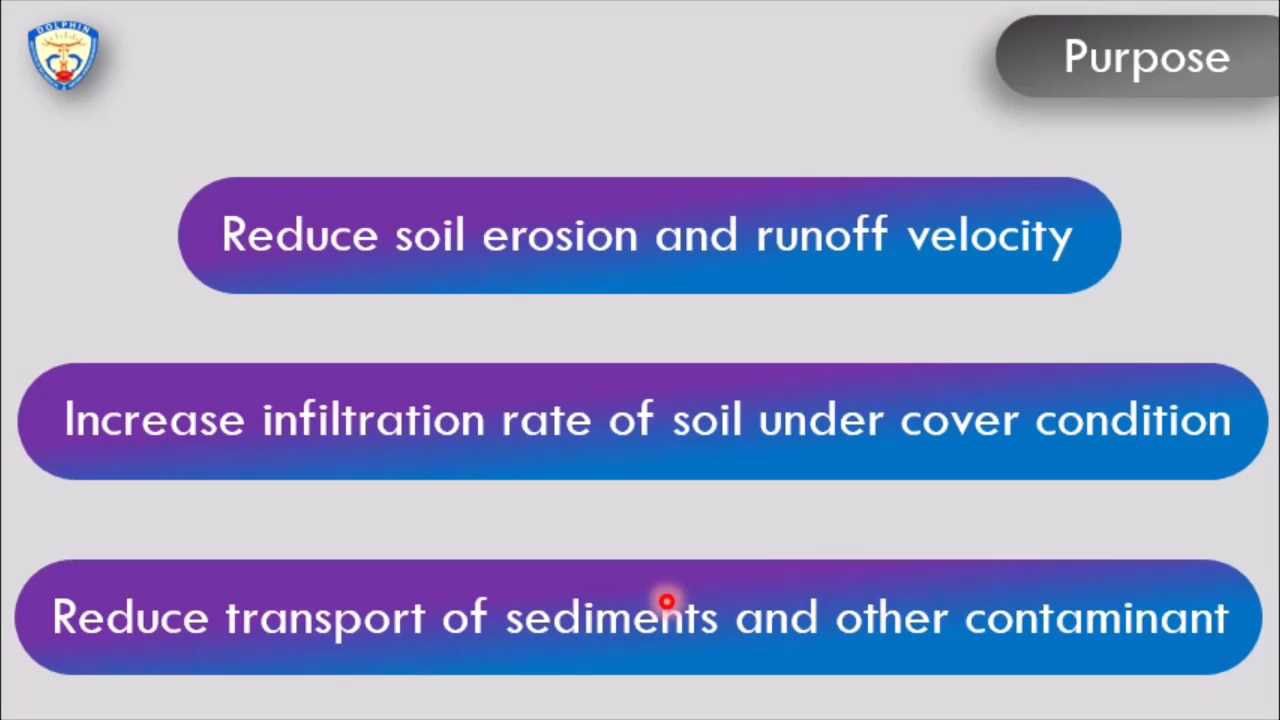 DOLPHIN
Purpose
Reduce soil erosion and runoff velocity
Increase infiltration rate of soil under cover condition
Reduce transport of sediments and other contaminant